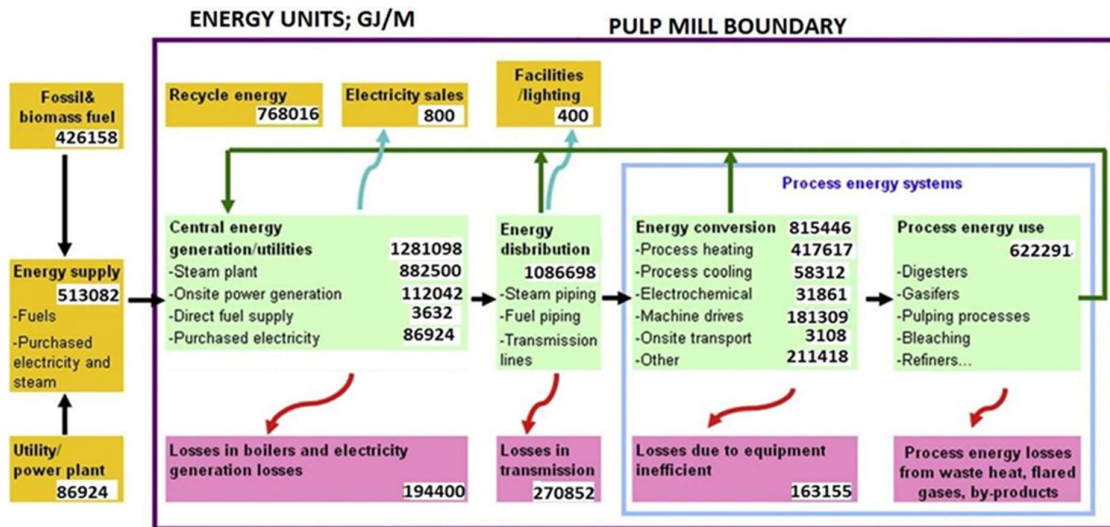 ENERGY UNITS; GJ/M
PULP MILL BOUNDARY
Fossil&
biomass fuel
426158
Recycle energy
768016
Electricity sales
800
Facilities
/lighting
400
Process energy systems
Energy supply
513082
-Fuels
-Purchased
electricity and
steam
Central energy
generation/utilities 1281098
-Steam plant 882500
-Onsite power generation 112042
-Direct fuel supply 3632
-Purchased electricity 86924
Energy
disbribution
1086698
-Steam piping
-Fuel piping
-Transmission
lines
Energy conversion 815446
-Process heating 417617
-Process cooling 58312
-Electrochemical 31861
-Machine drives 181309
-Onsite transport 3108
-Other 211418
Process energy use
622291
-Digesters
-Gasifers
-Pulping processes
-Bleaching
-Refiners...
Utility/
power plant
86924
Losses in boilers and electricity
generation losses
194400
Losses in
transmission
270852
Losses due to equipment
inefficient
163155
Process energy losses
from waste heat, flared
gases, by-products